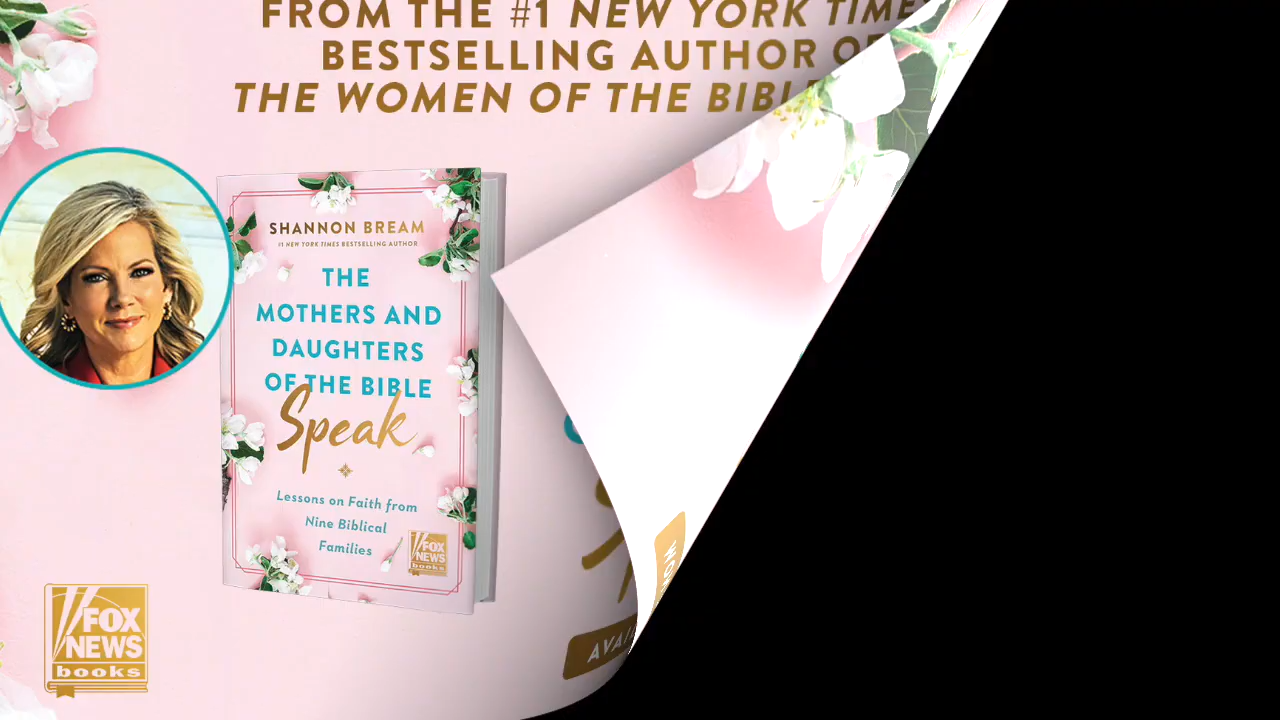 FROM THE #1 NEW YORK TIMES
BESTSELLING AUTHOR OF
THE WOMEN OF THE BIBLE
SHANNON BREAM
#1 NEW YORK TIMES BESTSELLING AUTHOR
THE
MOTHERS AND
DAUGHTERS
OF THE BIBLE
Speak
Lessons on Faith from
Nine Biblical
Families
FOX
NEWS
books
FOX
NEWS
books